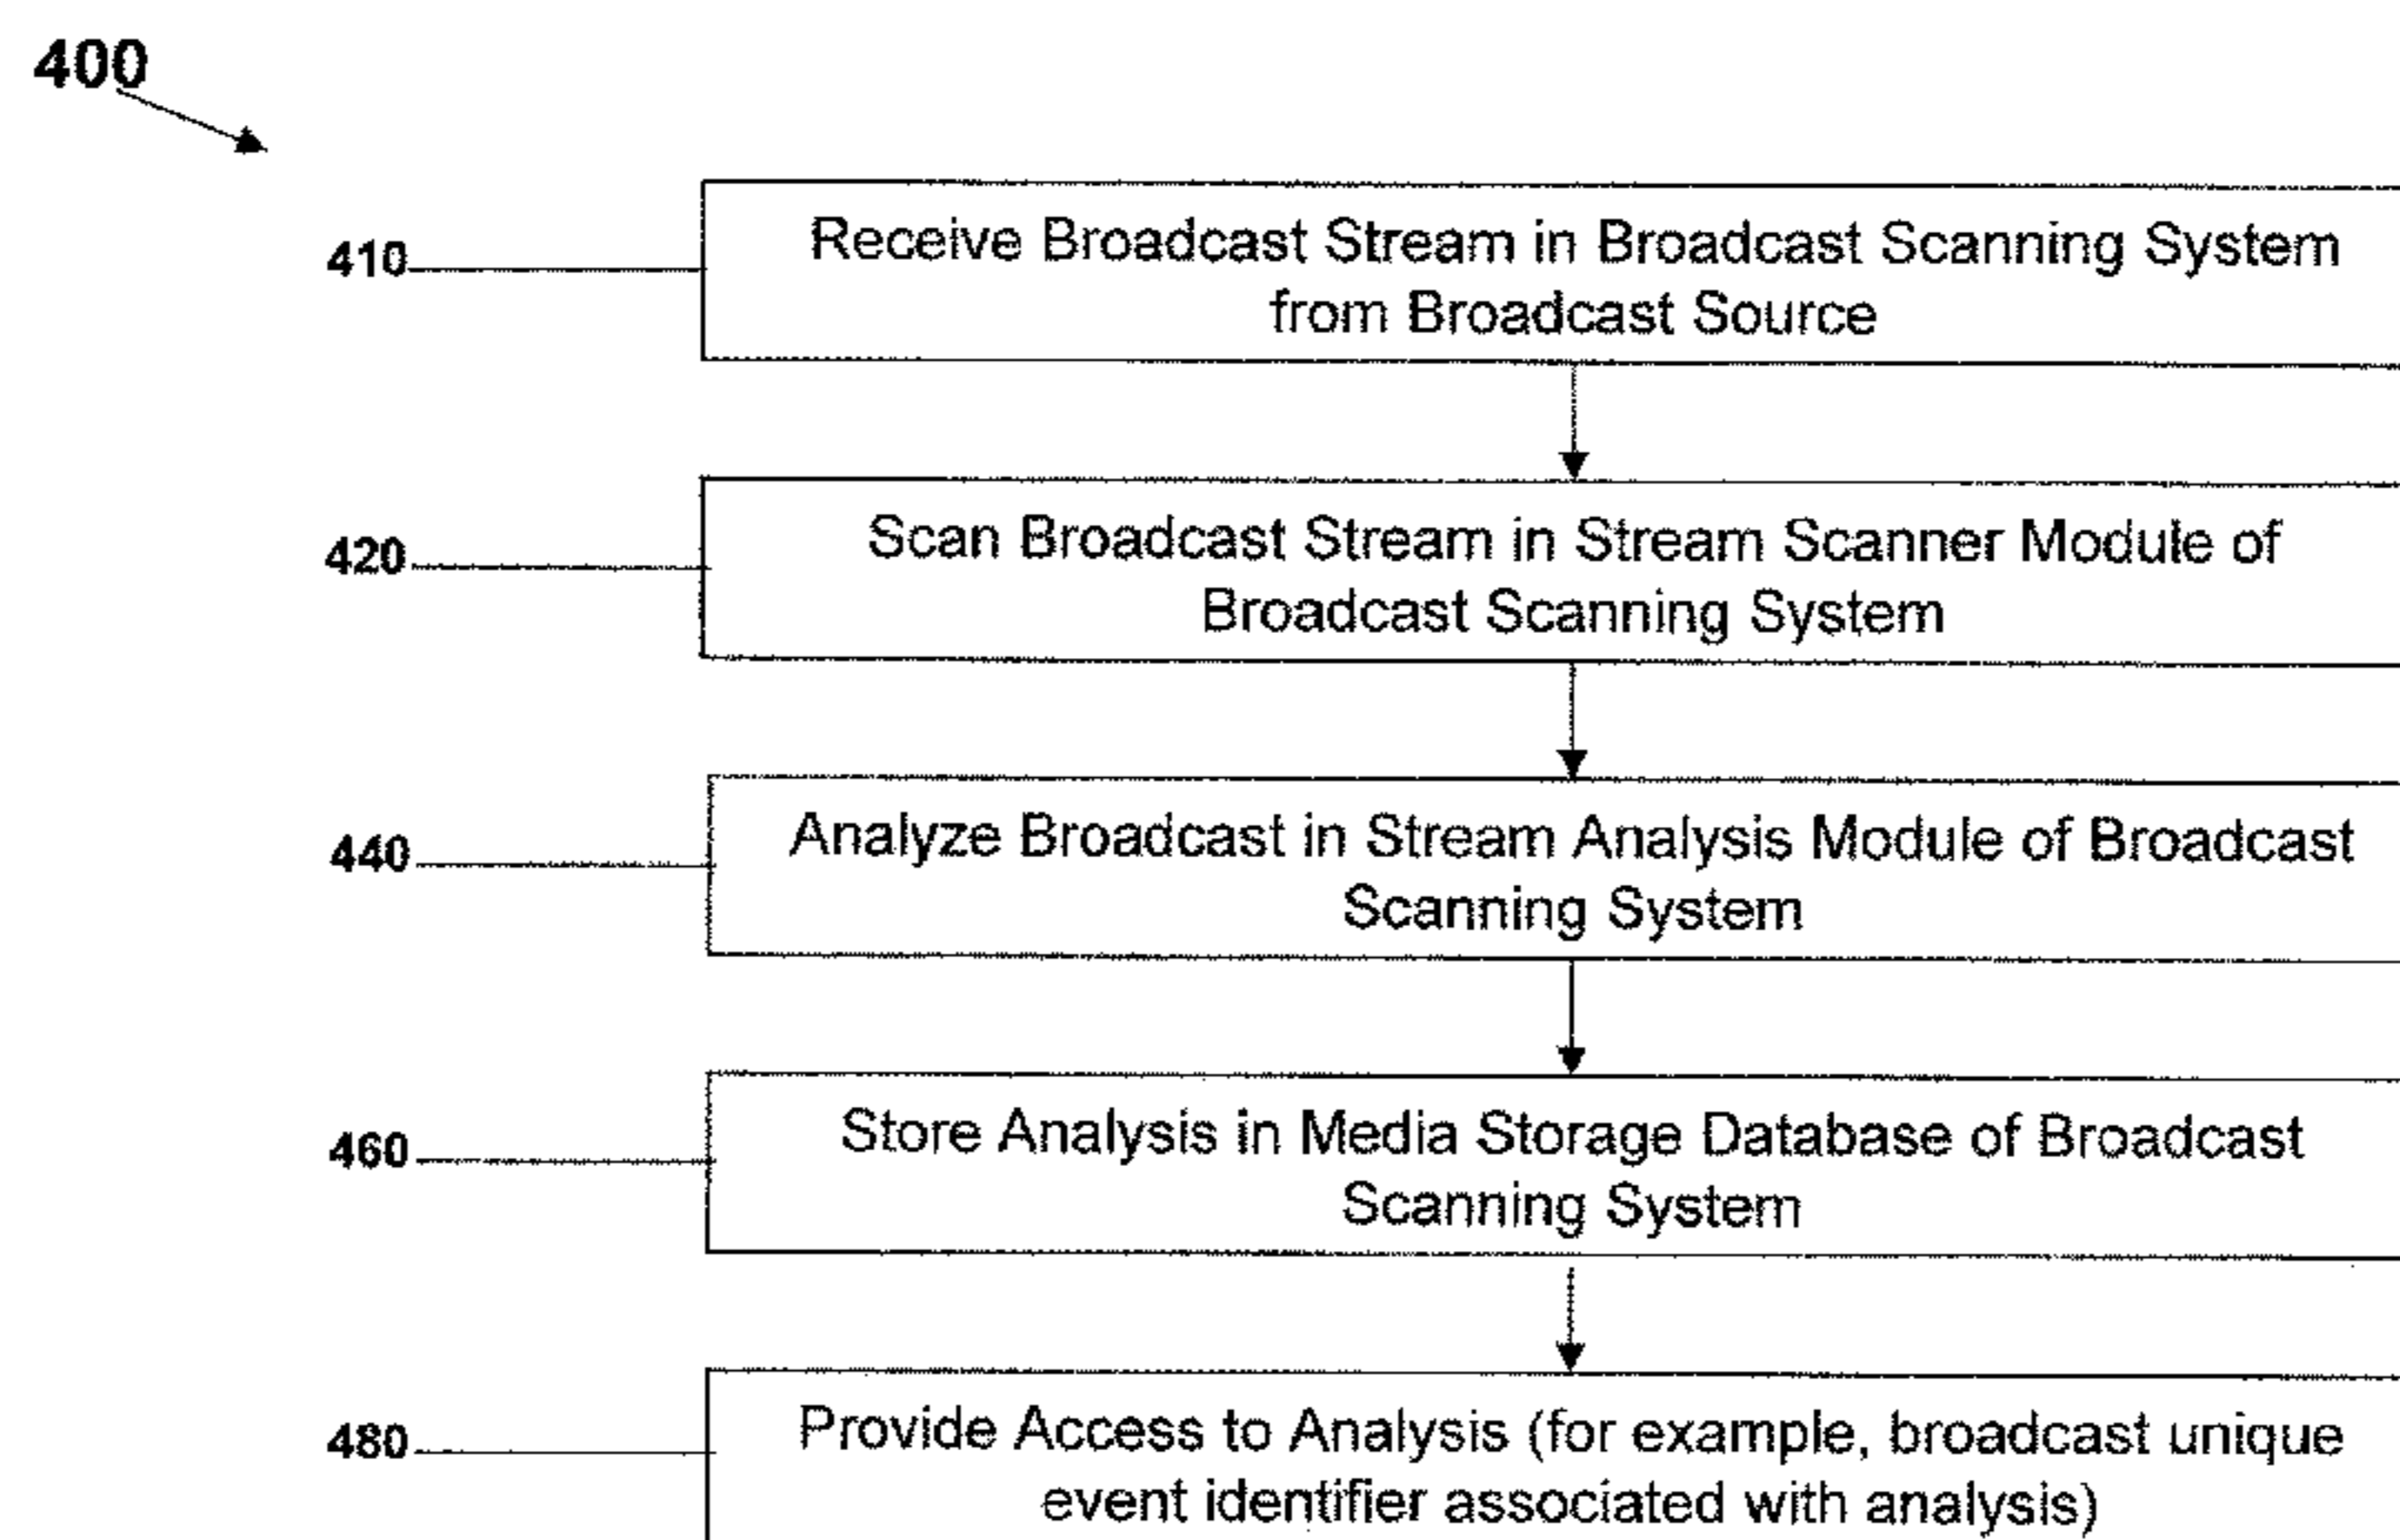 400
410
Receive Broadcast Stream in Broadcast Scanning System
from Broadcast Source
420
Scan Broadcast Stream in Stream Scanner Module of
Broadcast Scanning System
440
Analyze Broadcast in Stream Analysis Module of Broadcast
Scanning System
460
Store Analysis in Media Storage Database of Broadcast
Scanning System
480
Provide Access to Analysis (for example, broadcast unique
event identifier associated with analysis)